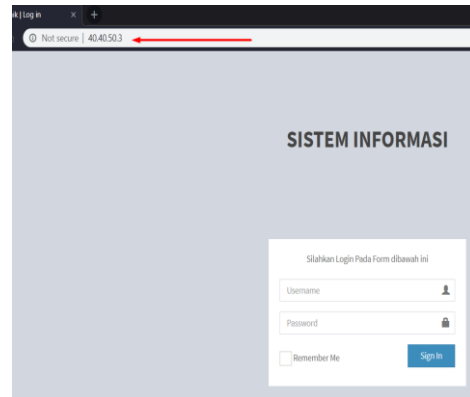 ik | Log in
Not secure | 40.40.50.3
SISTEM INFORMASI
Silahkan Login Pada Form dibawah ini
Username
Password
Remember Me
Sign In